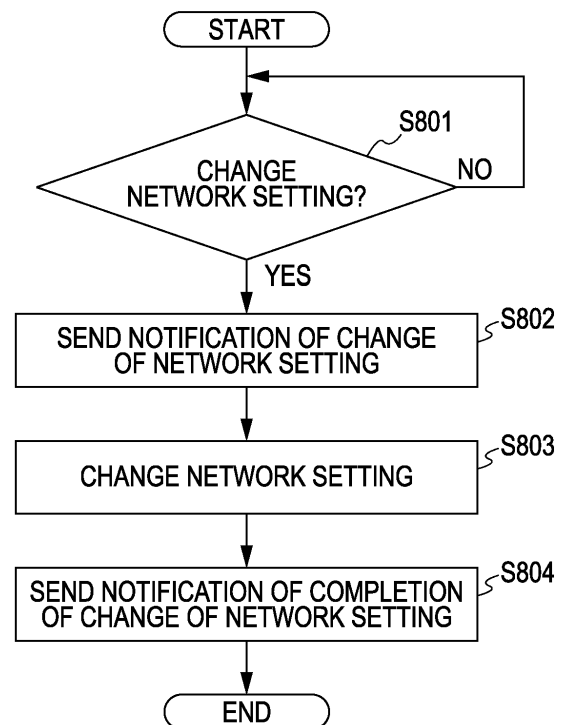 START
S801
CHANGE
NETWORK SETTING?
NO
YES
S802
SEND NOTIFICATION OF CHANGE
OF NETWORK SETTING
S803
CHANGE NETWORK SETTING
S804
SEND NOTIFICATION OF COMPLETION
OF CHANGE OF NETWORK SETTING
END